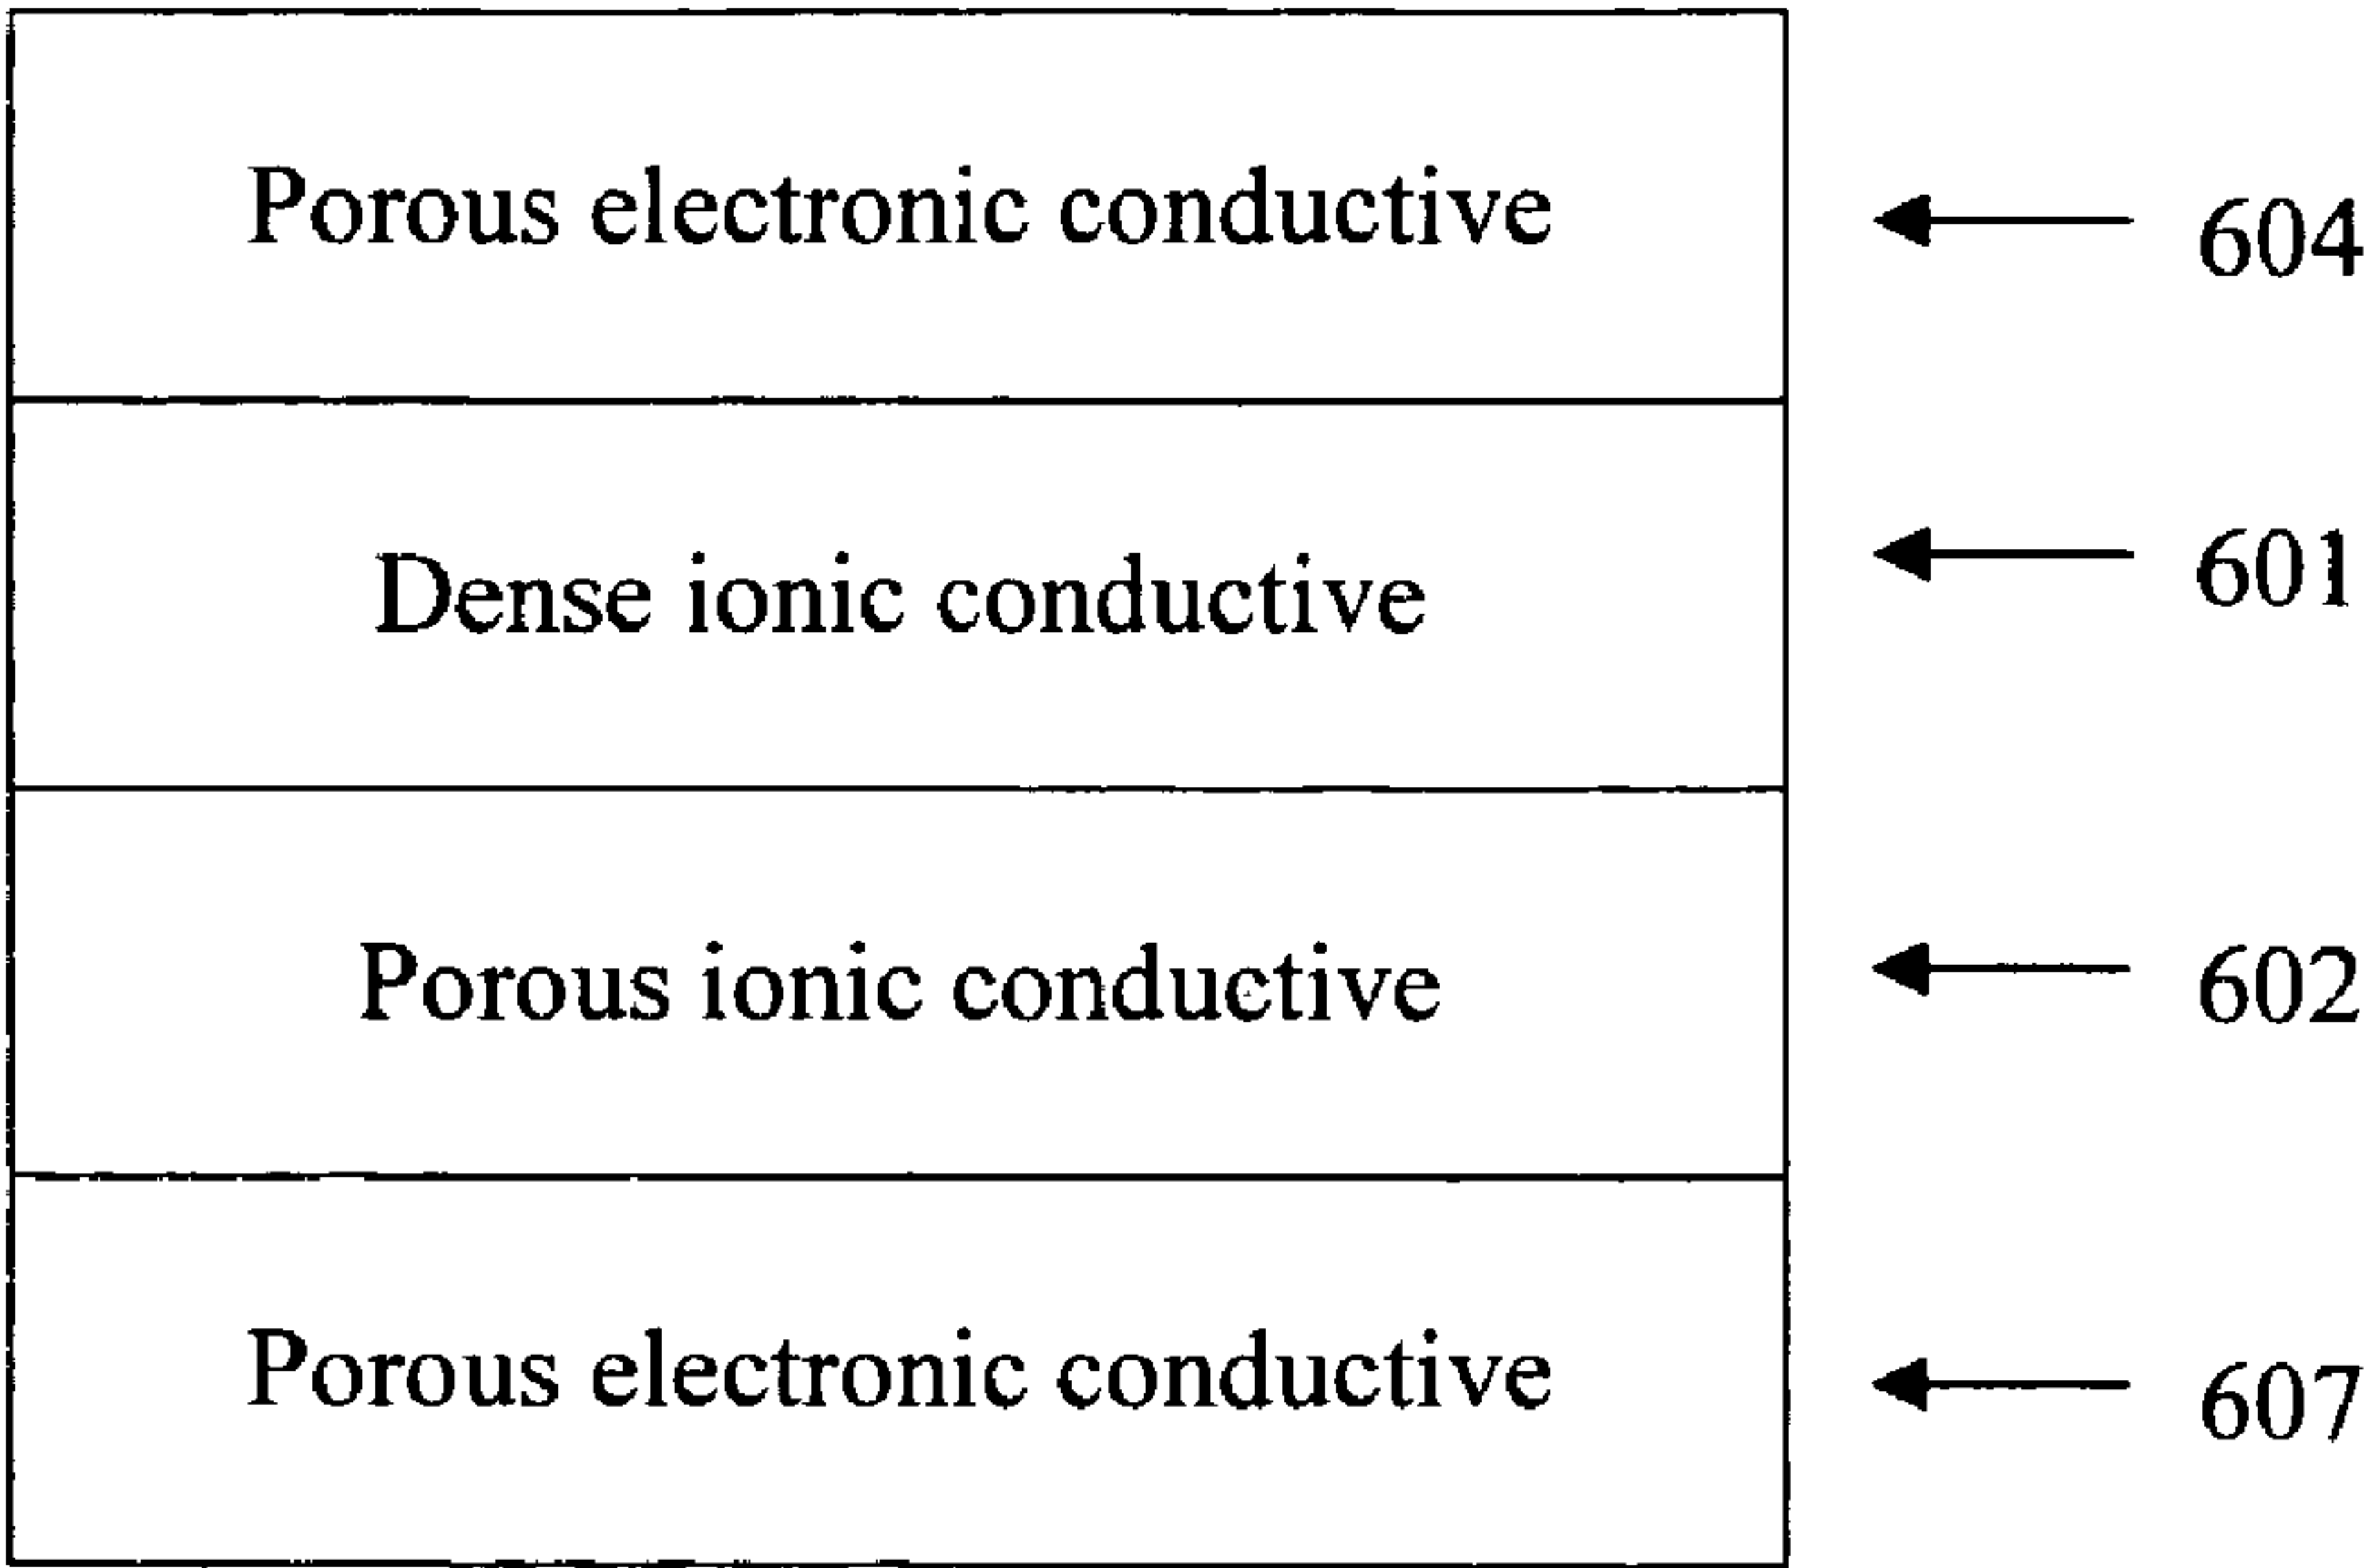 Porous electronic conductive 604
Dense ionic conductive 601
Porous ionic conductive 602
Porous electronic conductive 607